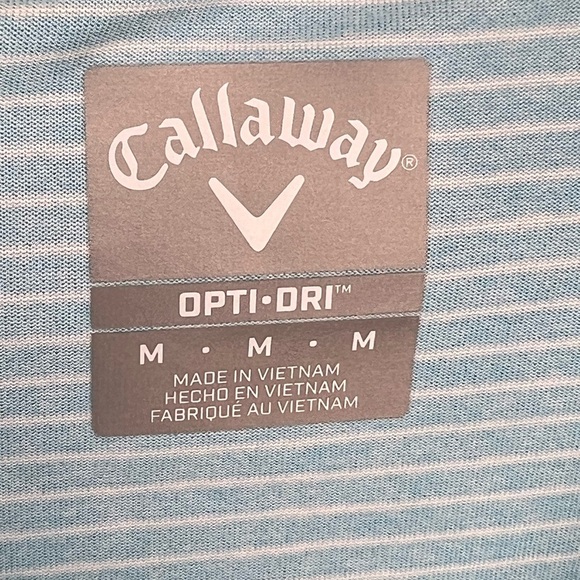 Callaway®
OPTI•DRI™
M • M • M
MADE IN VIETNAM
HECHO EN VIETNAM
FABRIQUÉ AU VIETNAM